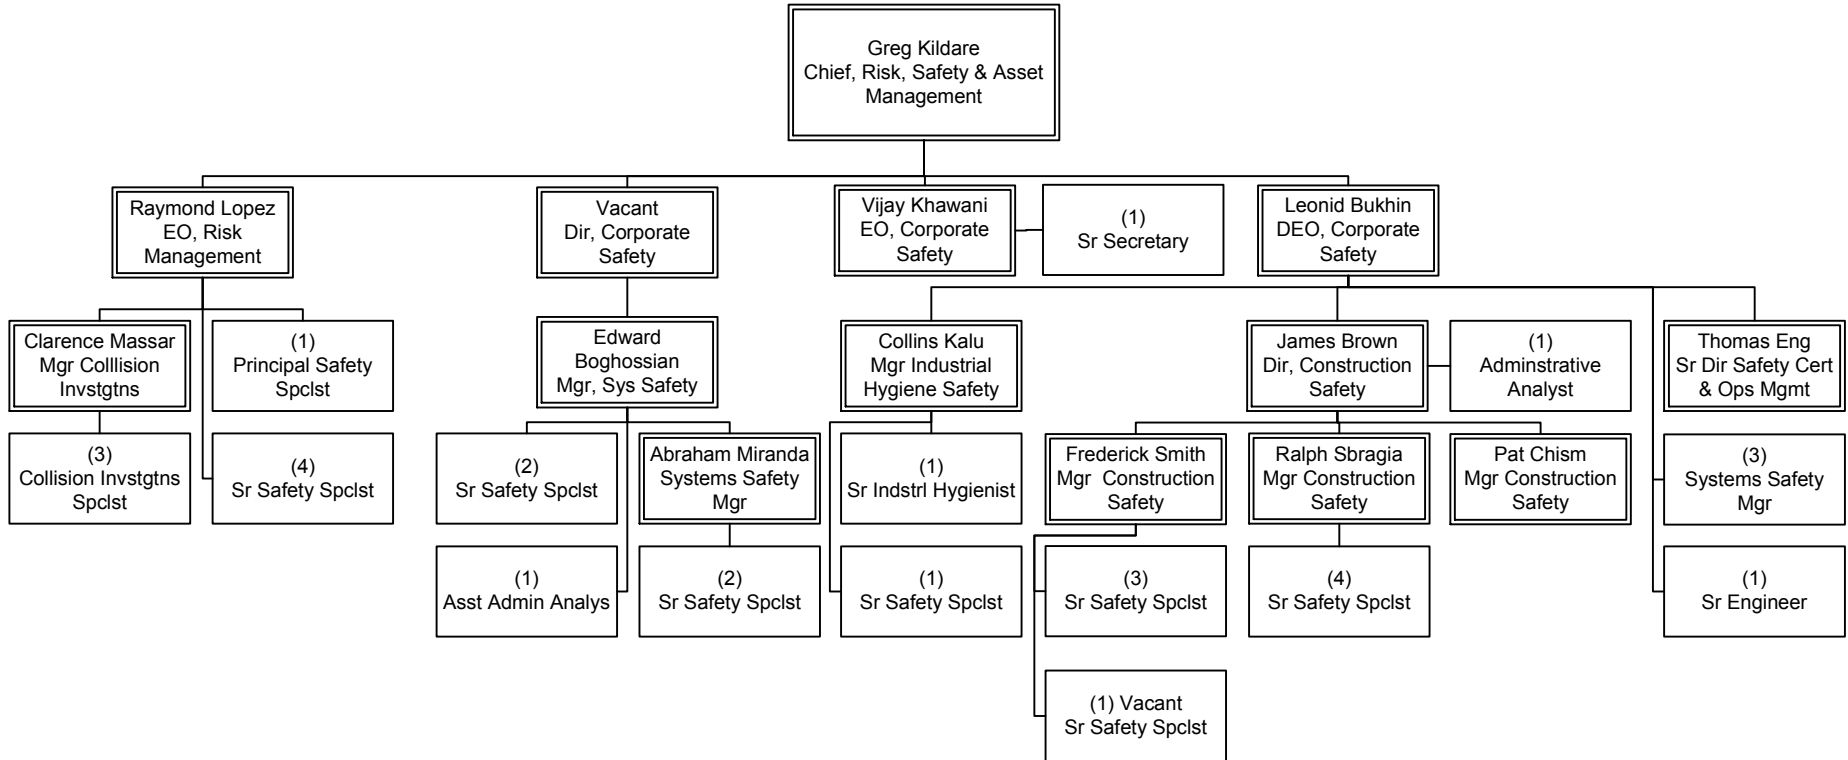 Greg Kildare
Chief, Risk, Safety & Asset
Management
Raymond Lopez
EO, Risk
Management
Vacant
Dir, Corporate
Safety
Vijay Khawani
EO, Corporate
Safety
(1)
Sr Secretary
Leonid Bukhin
DEO, Corporate
Safety
Clarence Massar
Mgr Colllision
Invstgtns
(1)
Principal Safety
Spclst
Edward
Boghossian
Mgr, Sys Safety
Collins Kalu
Mgr Industrial
Hygiene Safety
James Brown
Dir, Construction
Safety
(1)
Adminstrative
Analyst
Thomas Eng
Sr Dir Safety Cert
& Ops Mgmt
(3)
Collision Invstgtns
Spclst
(4)
Sr Safety Spclst
(2)
Sr Safety Spclst
Abraham Miranda
Systems Safety
Mgr
(1)
Sr Indstrl Hygienist
Frederick Smith
Mgr  Construction
Safety
Ralph Sbragia
Mgr Construction
Safety
Pat Chism
Mgr Construction
Safety
(3)
Systems Safety
Mgr
(1)
Asst Admin Analys
(2)
Sr Safety Spclst
(1)
Sr Safety Spclst
(3)
Sr Safety Spclst
(4)
Sr Safety Spclst
(1)
Sr Engineer
(1) Vacant
Sr Safety Spclst